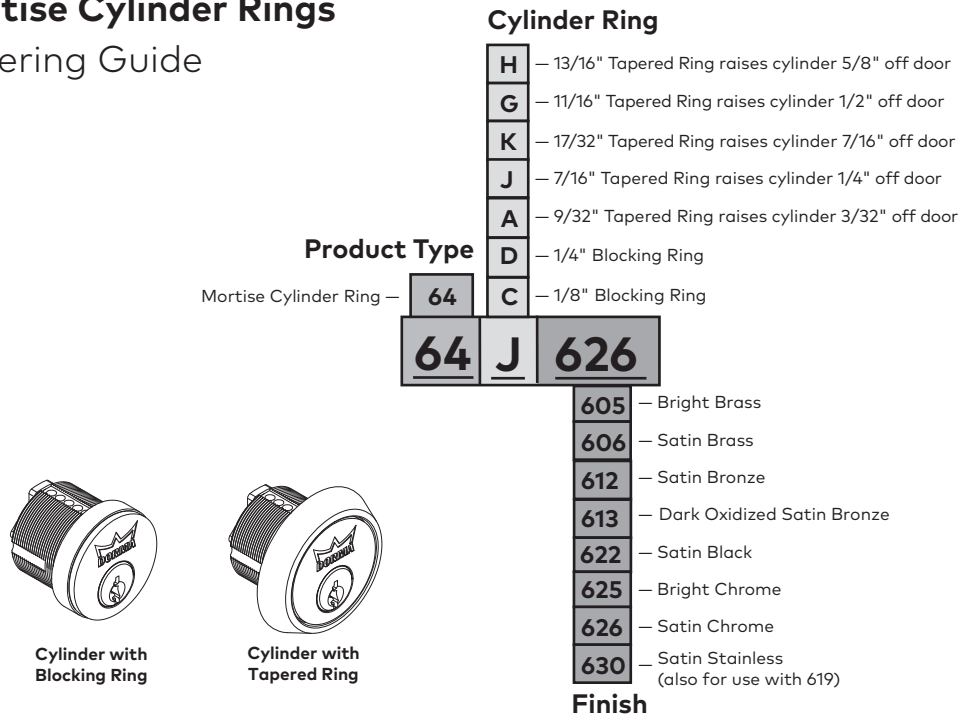 tise Cylinder Rings
ering Guide
Cylinder Ring
H — 13/16" Tapered Ring raises cylinder 5/8" off door
G — 11/16" Tapered Ring raises cylinder 1/2" off door
K — 17/32" Tapered Ring raises cylinder 7/16" off door
J — 7/16" Tapered Ring raises cylinder 1/4" off door
A — 9/32" Tapered Ring raises cylinder 3/32" off door
Product Type
D — 1/4" Blocking Ring
Mortise Cylinder Ring — 64
C — 1/8" Blocking Ring
64 J 626
605 — Bright Brass
606 — Satin Brass
612 — Satin Bronze
613 — Dark Oxidized Satin Bronze
622 — Satin Black
625 — Bright Chrome
626 — Satin Chrome
630 — Satin Stainless
(also for use with 619)
Finish
DORMA
Cylinder with
Blocking Ring
DORMA
Cylinder with
Tapered Ring